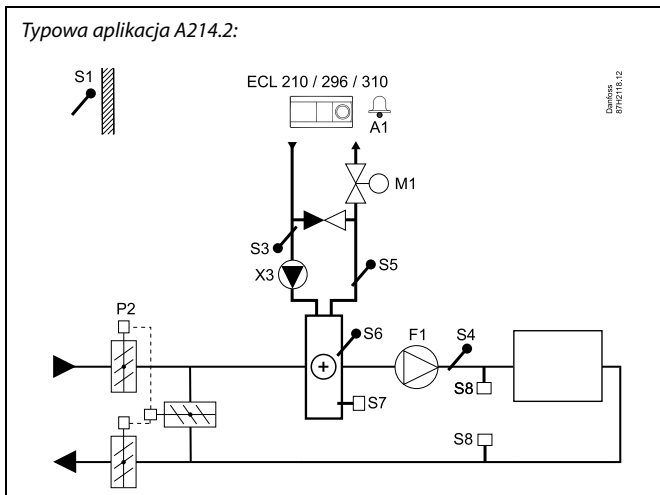 Typowa aplikacja A214.2:
S1
ECL 210 / 296 / 310
A1
Danfoss
87H2118.12
M1
S3
S5
X3
P2
S6
F1
S4
S8
S7
S8